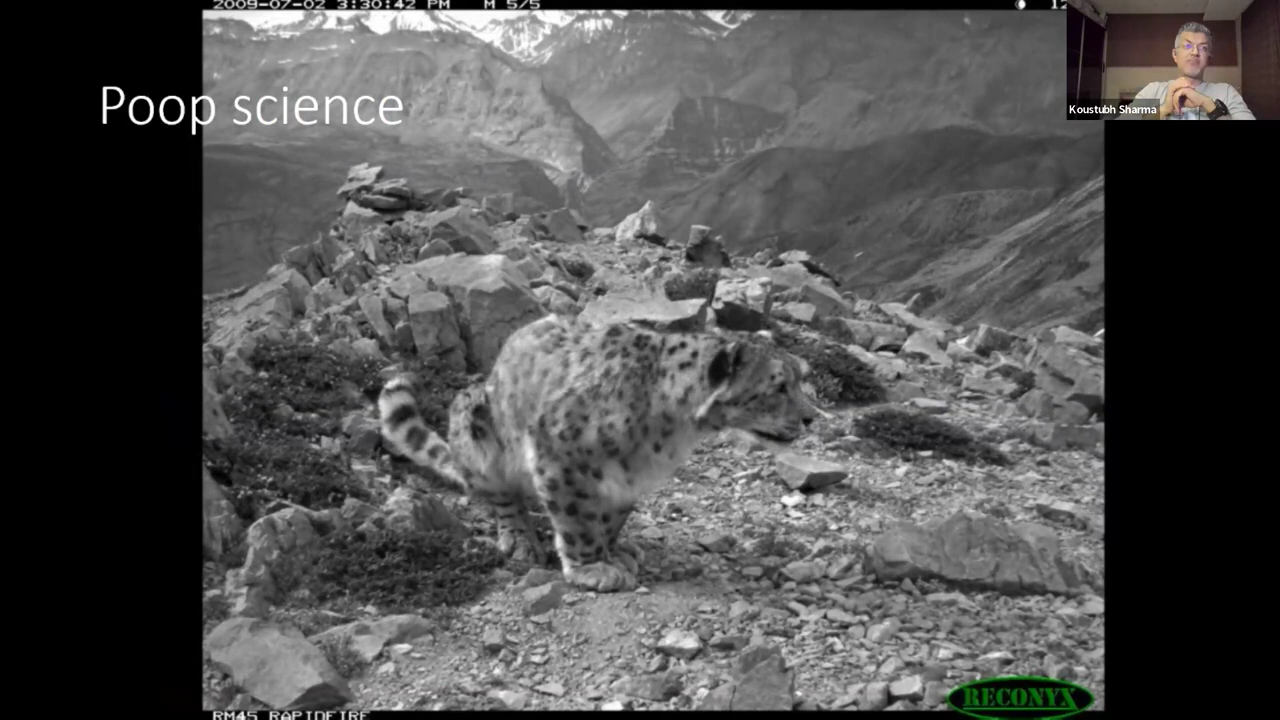 2009-07-02 3:30:42 PM M 5/5
Poop science
Koustubh Sharma
RM45 RAPIDFIRE
RECONYX